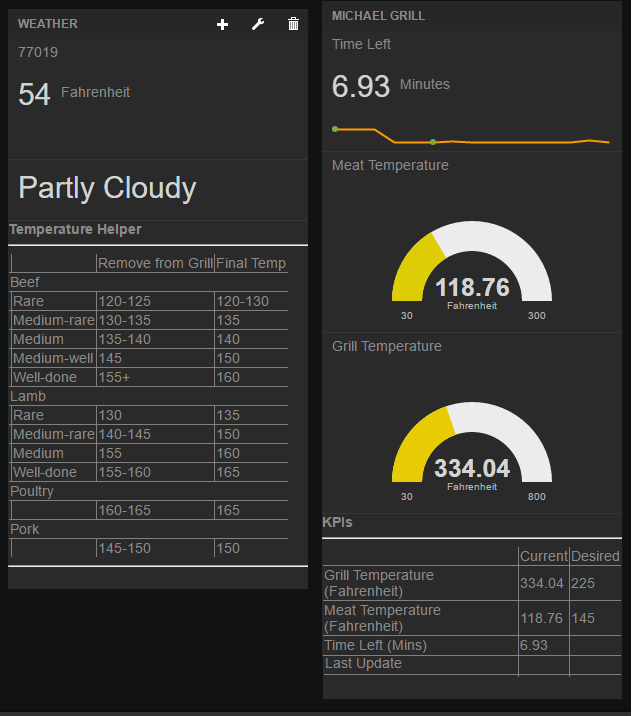 WEATHER
77019
54 Fahrenheit
Partly Cloudy
Temperature Helper
Remove from Grill Final Temp
Beef
Rare 120-125 120-130
Medium-rare 130-135 135
Medium 135-140 140
Medium-well 145 150
Well-done 155+ 160
Lamb
Rare 130 135
Medium-rare 140-145 150
Medium 155 160
Well-done 155-160 165
Poultry
160-165 165
Pork
145-150 150
MICHAEL GRILL
Time Left
6.93 Minutes
Meat Temperature
118.76
Fahrenheit
30 300
Grill Temperature
334.04
Fahrenheit
30 800
KPIs
Current Desired
Grill Temperature
(Fahrenheit) 334.04 225
Meat Temperature
(Fahrenheit) 118.76 145
Time Left (Mins) 6.93
Last Update